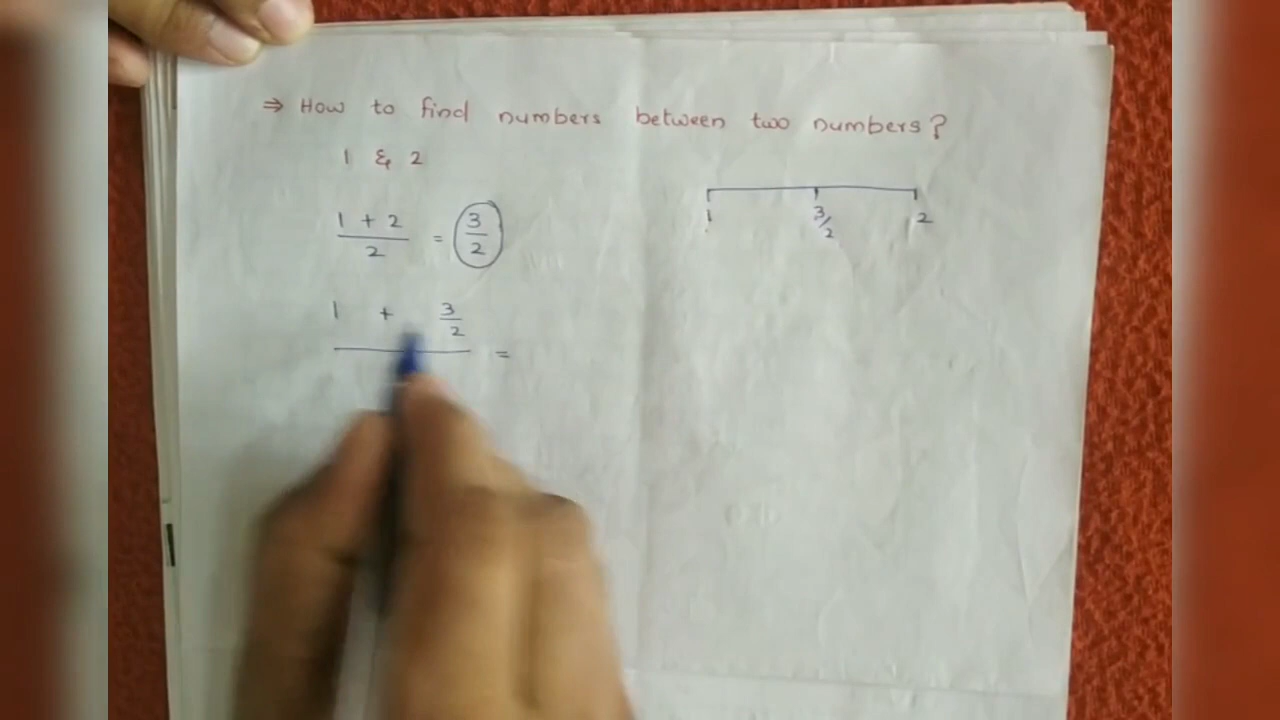 ⇒ How to find numbers between two numbers?
1 & 2
1 + 2
2
= 3/2
1 + 3/2
=
1 3/2 2